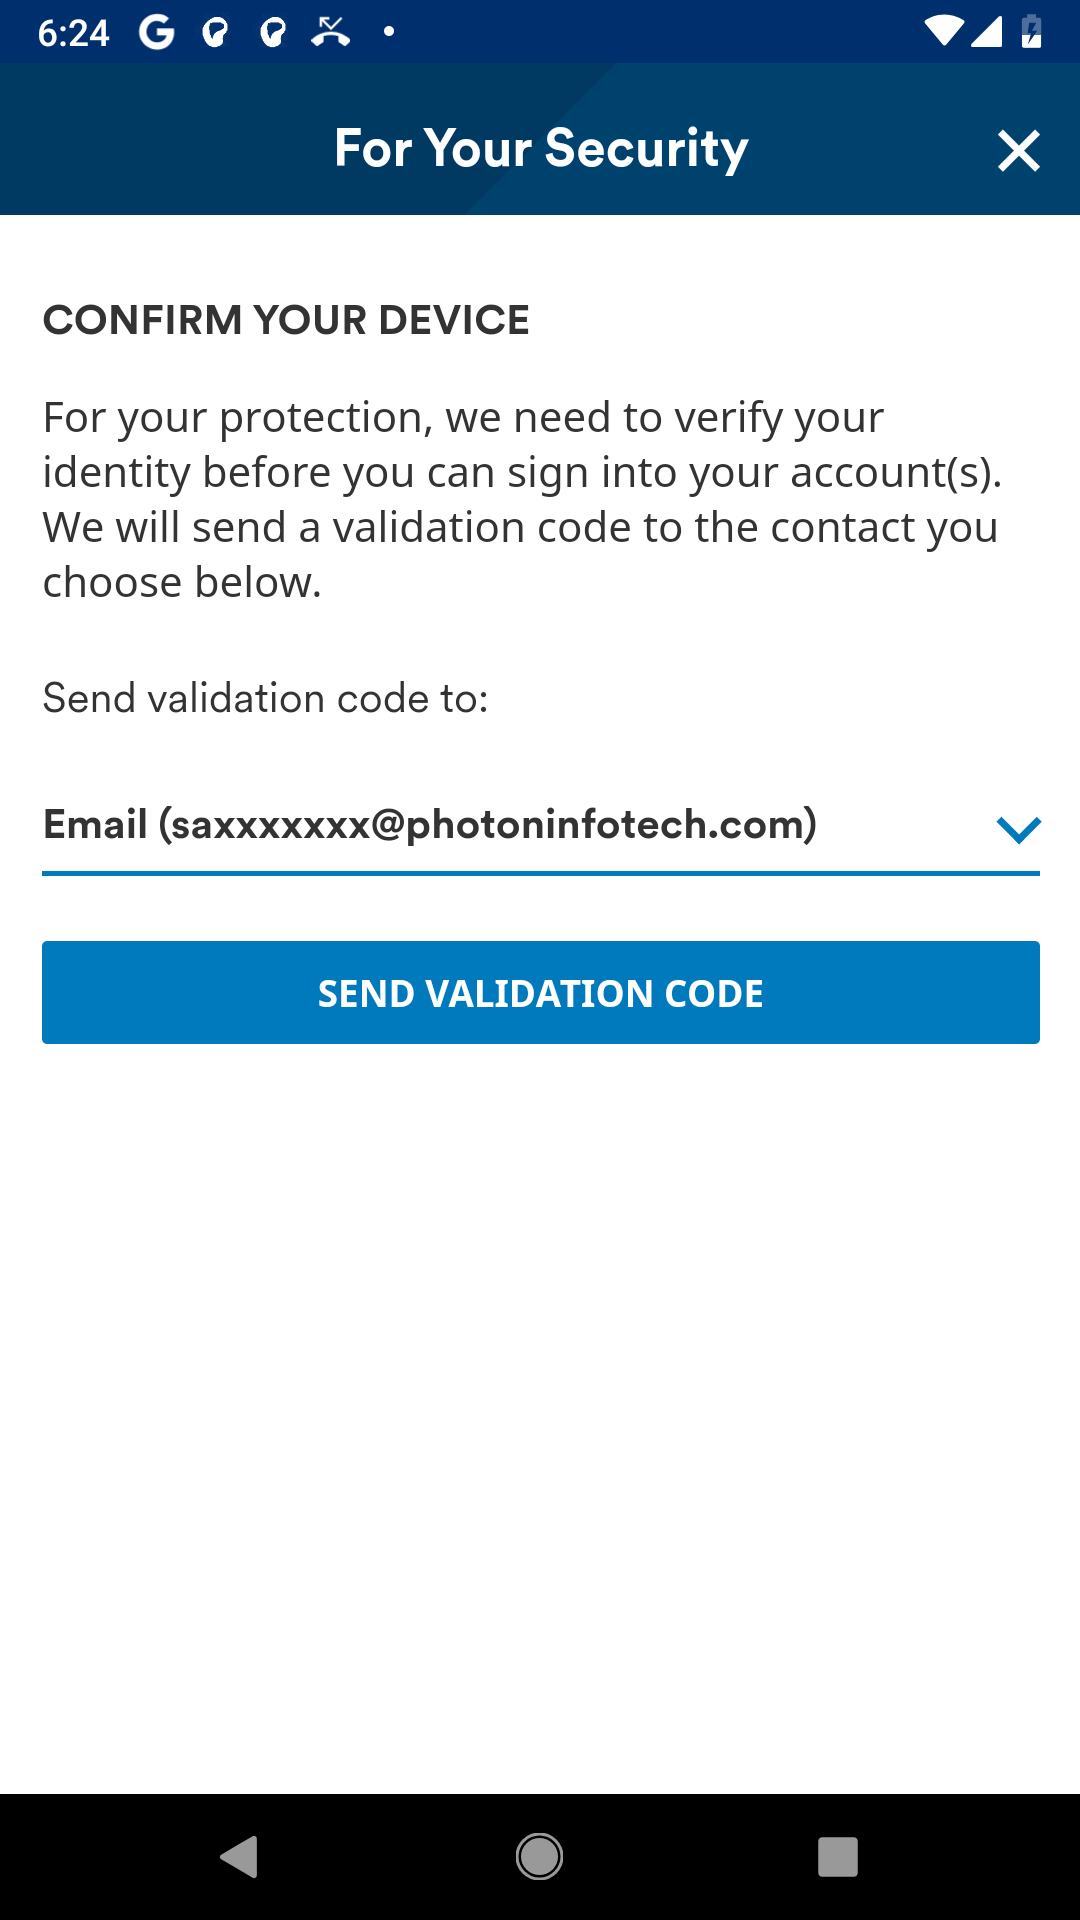 6:24
For Your Security
CONFIRM YOUR DEVICE
For your protection, we need to verify your
identity before you can sign into your account(s).
We will send a validation code to the contact you
choose below.
Send validation code to:
Email (saxxxxxxx@photoninfotech.com)
SEND VALIDATION CODE